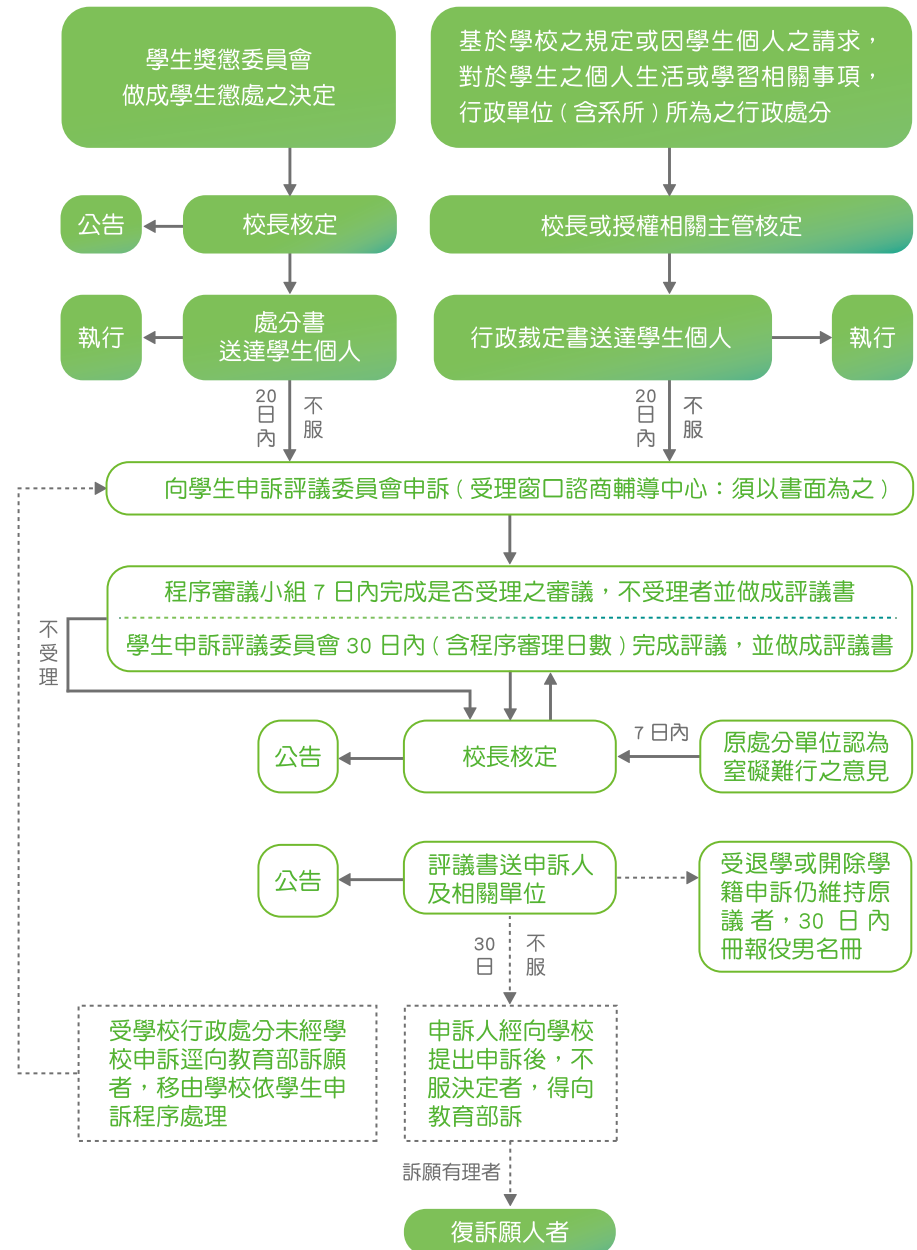 學生獎懲委員會
做成學生懲處之決定
基於學校之規定或因學生個人之請求，
對於學生之個人生活或學習相關事項，
行政單位 ( 含系所 ) 所為之行政處分
公告
校長核定
校長或授權相關主管核定
執行
處分書
送達學生個人
行政裁定書送達學生個人
執行
20
日
內
不
服
20
日
內
不
服
向學生申訴評議委員會申訴 ( 受理窗口諮商輔導中心：須以書面為之 )
程序審議小組 7 日內完成是否受理之審議，不受理者並做成評議書
學生申訴評議委員會 30 日內 ( 含程序審理日數 ) 完成評議，並做成評議書
不
受
理
公告
校長核定
7 日內
原處分單位認為
窒礙難行之意見
公告
評議書送申訴人
及相關單位
受退學或開除學
籍申訴仍維持原
議者，30 日內
冊報役男名冊
30
日
不
服
受學校行政處分未經學
校申訴逕向教育部訴願
者，移由學校依學生申
訴程序處理
申訴人經向學校
提出申訴後，不
服決定者，得向
教育部訴
訴願有理者
復訴願人者